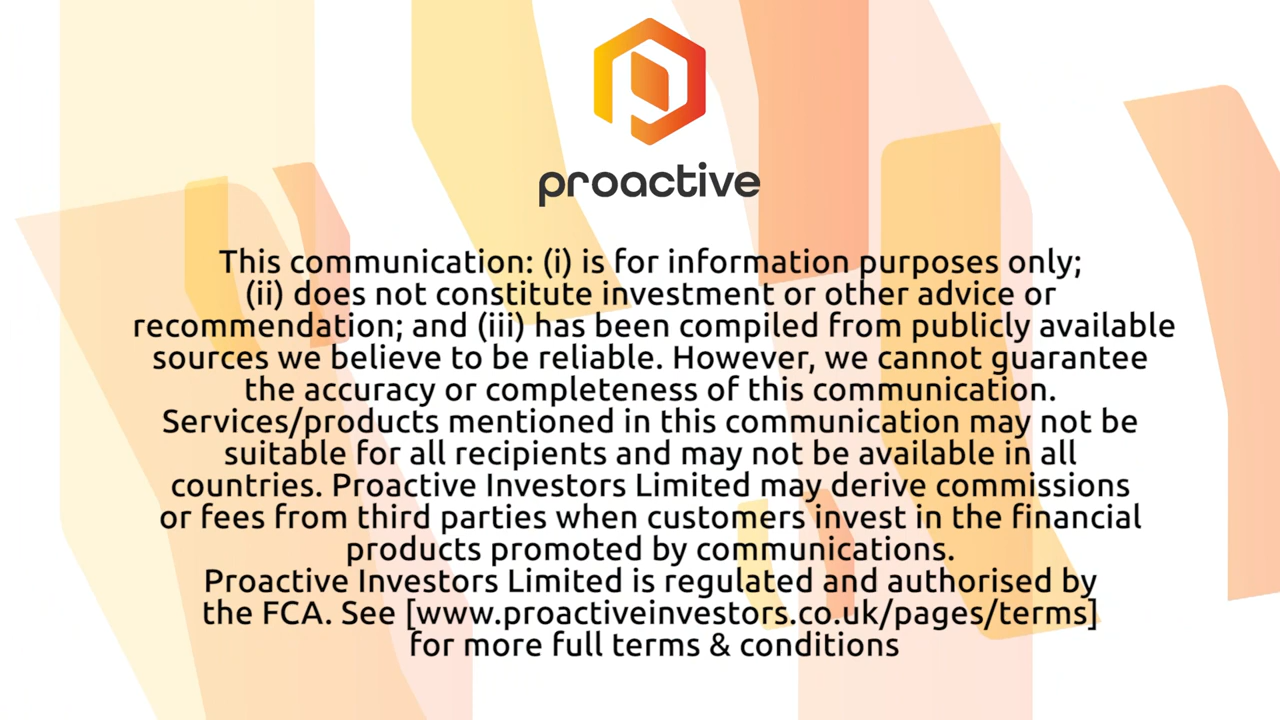 proactive
This communication: (i) is for information purposes only;
(ii) does not constitute investment or other advice or
recommendation; and (iii) has been compiled from publicly available
sources we believe to be reliable. However, we cannot guarantee
the accuracy or completeness of this communication.
Services/products mentioned in this communication may not be
suitable for all recipients and may not be available in all
countries. Proactive Investors Limited may derive commissions
or fees from third parties when customers invest in the financial
products promoted by communications.
Proactive Investors Limited is regulated and authorised by
the FCA. See [www.proactiveinvestors.co.uk/pages/terms]
for more full terms & conditions